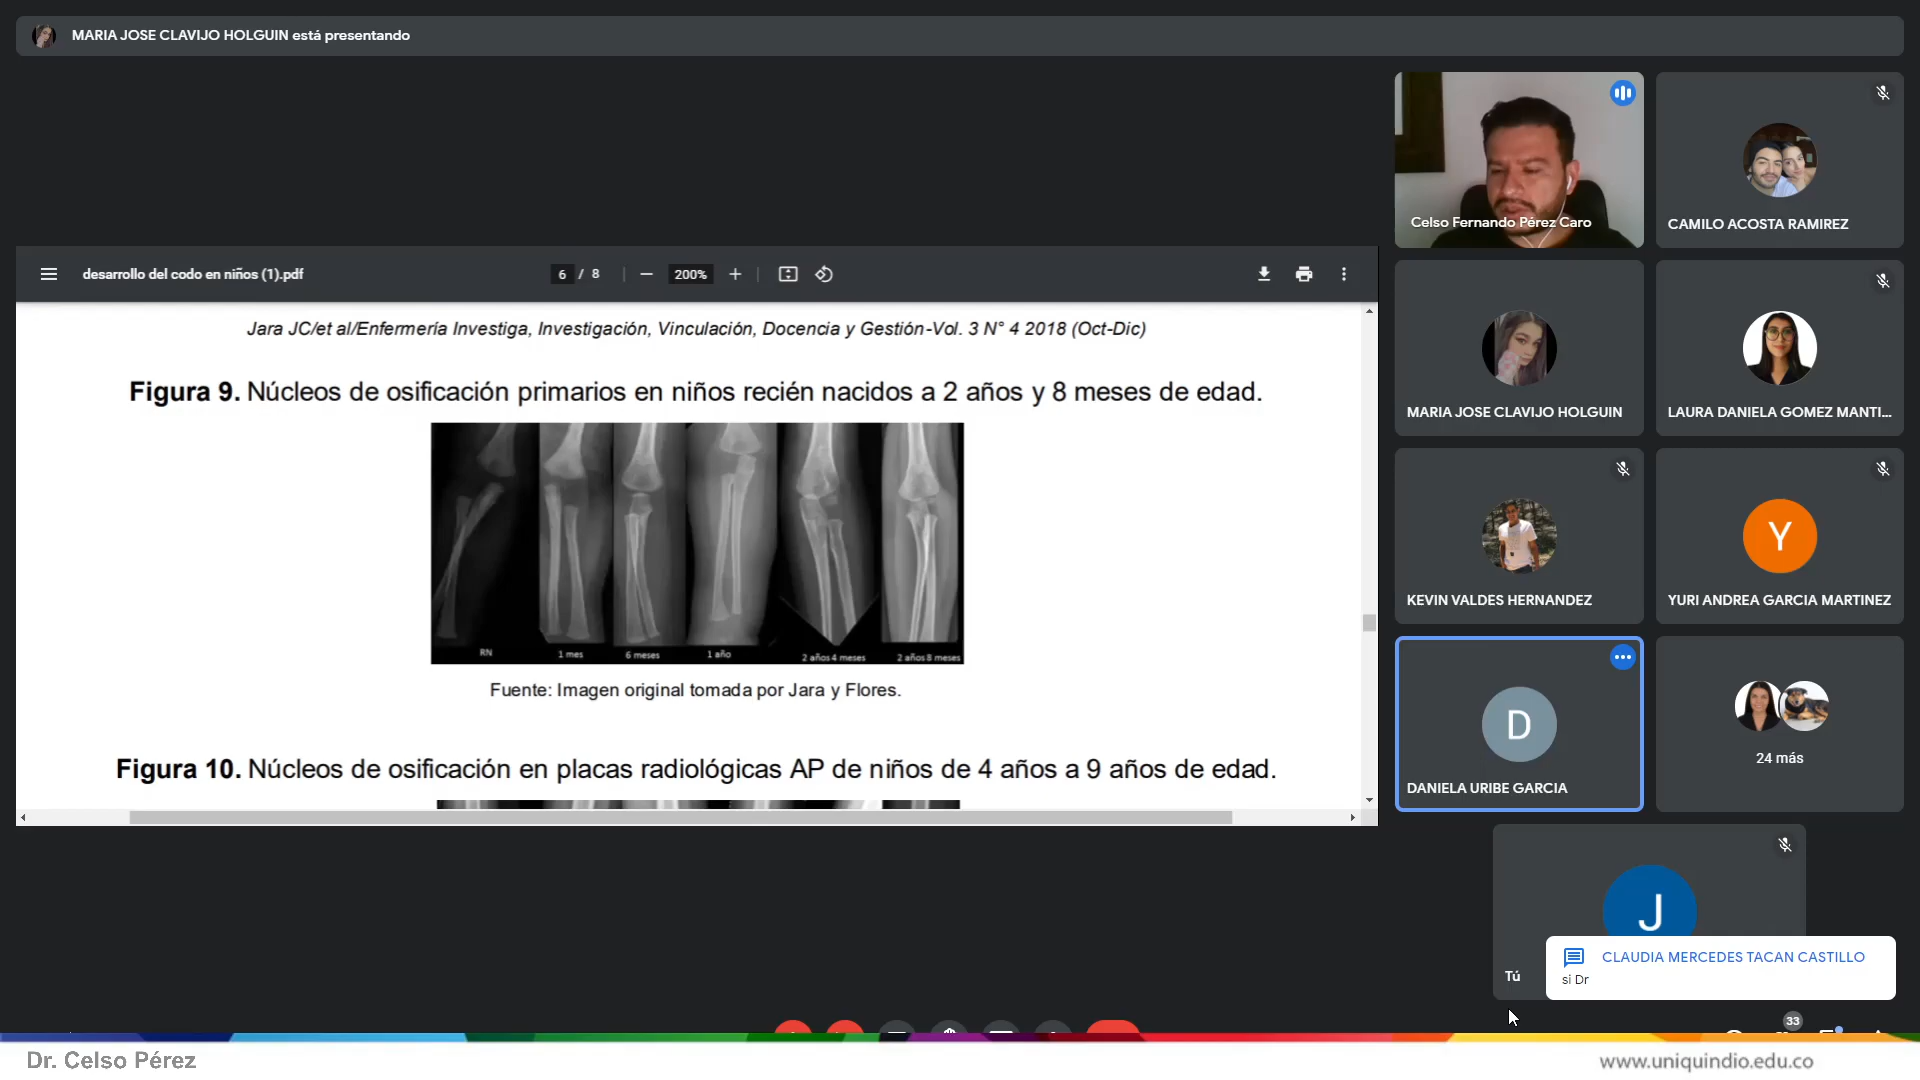 MARIA JOSE CLAVIJO HOLGUIN está presentando
desarrollo del codo en niños (1).pdf
6 / 8
200%
Jara JC/et al/Enfermería Investiga, Investigación, Vinculación, Docencia y Gestión-Vol. 3 N° 4 2018 (Oct-Dic)
Figura 9. Núcleos de osificación primarios en niños recién nacidos a 2 años y 8 meses de edad.
RN
1 mes
6 meses
1 año
2 años 4 meses
2 años 8 meses
Fuente: Imagen original tomada por Jara y Flores.
Figura 10. Núcleos de osificación en placas radiológicas AP de niños de 4 años a 9 años de edad.
Celso Fernando Pérez Caro
CAMILO ACOSTA RAMIREZ
MARIA JOSE CLAVIJO HOLGUIN
LAURA DANIELA GOMEZ MANTI...
KEVIN VALDES HERNANDEZ
Y
YURI ANDREA GARCIA MARTINEZ
D
DANIELA URIBE GARCIA
24 más
J
Tú
CLAUDIA MERCEDES TACAN CASTILLO
si Dr
33
Dr. Celso Pérez
www.uniquindio.edu.co